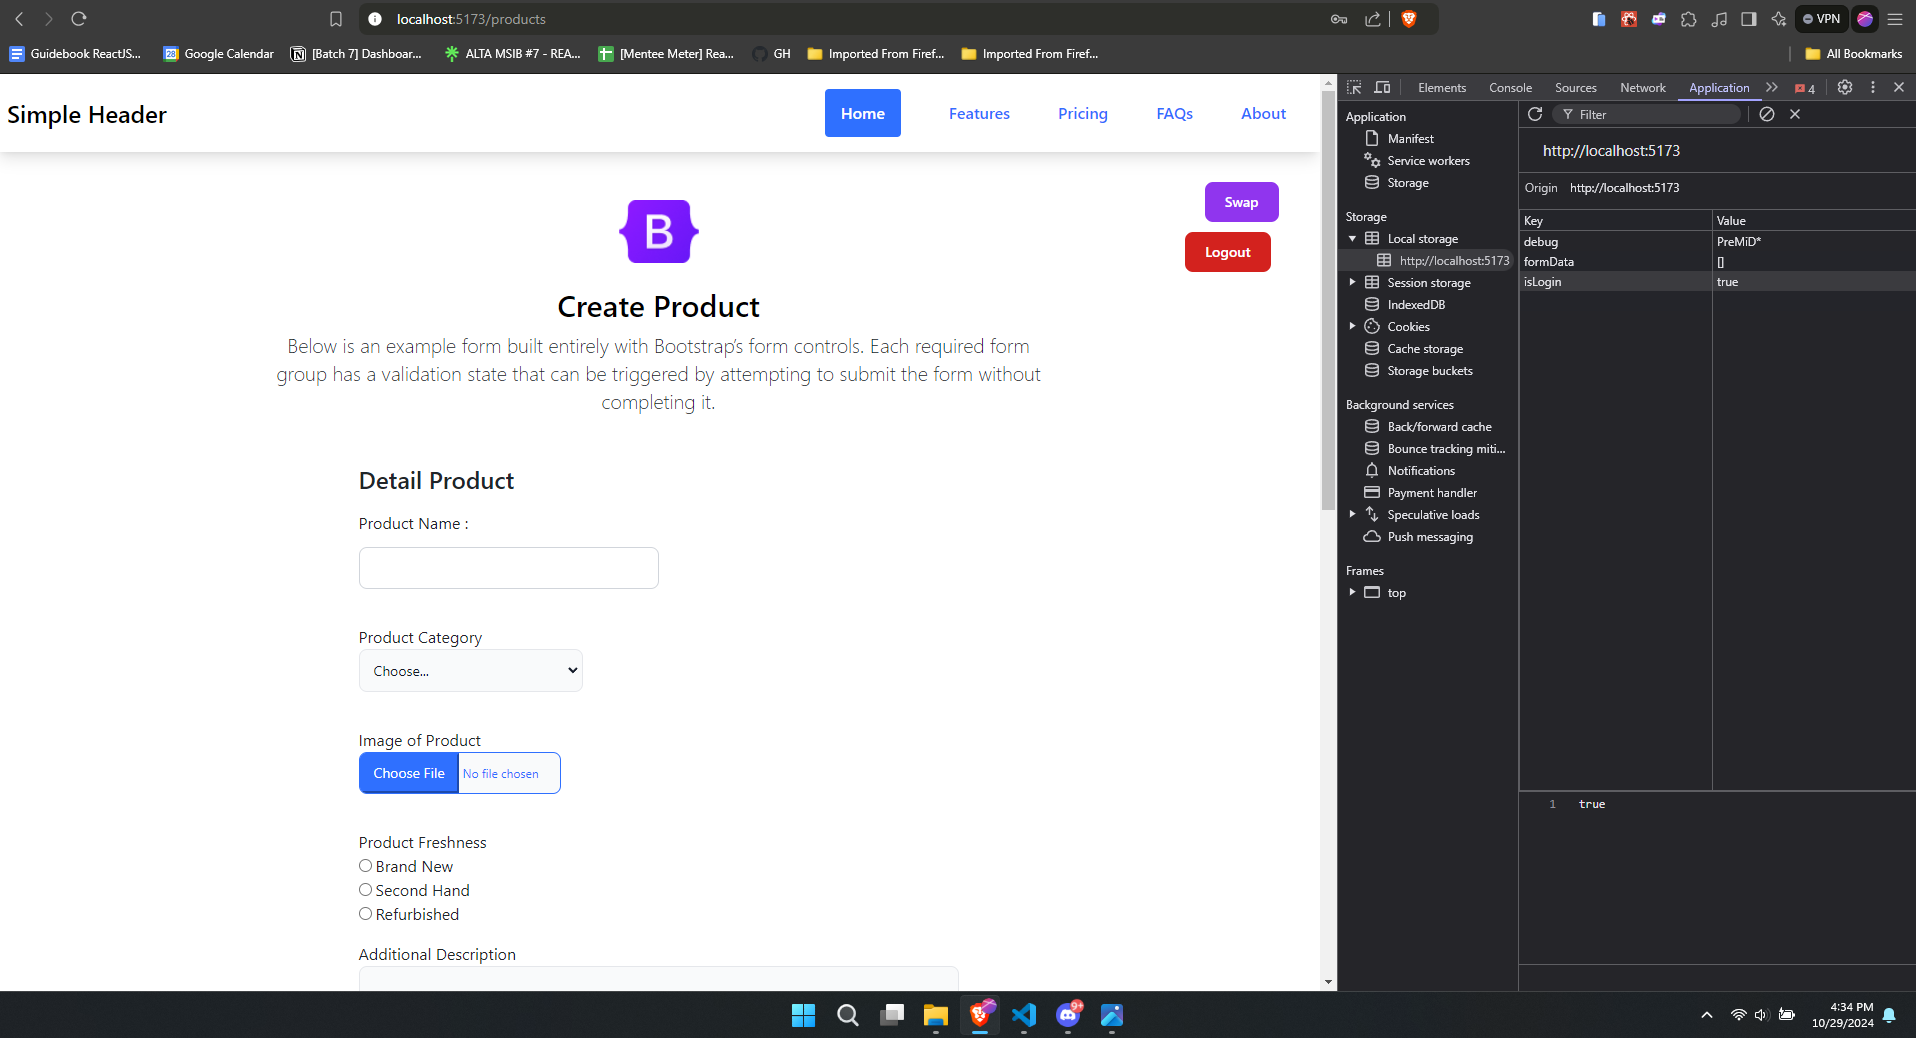 localhost:5173/products
VPN
Guidebook ReactJS...
Google Calendar
[Batch 7] Dashboar...
ALTA MSIB #7 - REA...
[Mentee Meter] Rea...
GH
Imported From Firef...
Imported From Firef...
All Bookmarks
Simple Header
Home
Features
Pricing
FAQs
About
Swap
Logout
B
Create Product
Below is an example form built entirely with Bootstrap’s form controls. Each required form
group has a validation state that can be triggered by attempting to submit the form without
completing it.
Detail Product
Product Name :
Product Category
Choose...
Image of Product
Choose File
No file chosen
Product Freshness
Brand New
Second Hand
Refurbished
Additional Description
Elements
Console
Sources
Network
Application
4
Application
Manifest
Service workers
Storage
Storage
Local storage
http://localhost:5173
Session storage
IndexedDB
Cookies
Cache storage
Storage buckets
Background services
Back/forward cache
Bounce tracking miti...
Notifications
Payment handler
Speculative loads
Push messaging
Frames
top
Filter
http://localhost:5173
Origin http://localhost:5173
Key Value
debug PreMiD*
formData []
isLogin true
1 true
9+
4:34 PM
10/29/2024